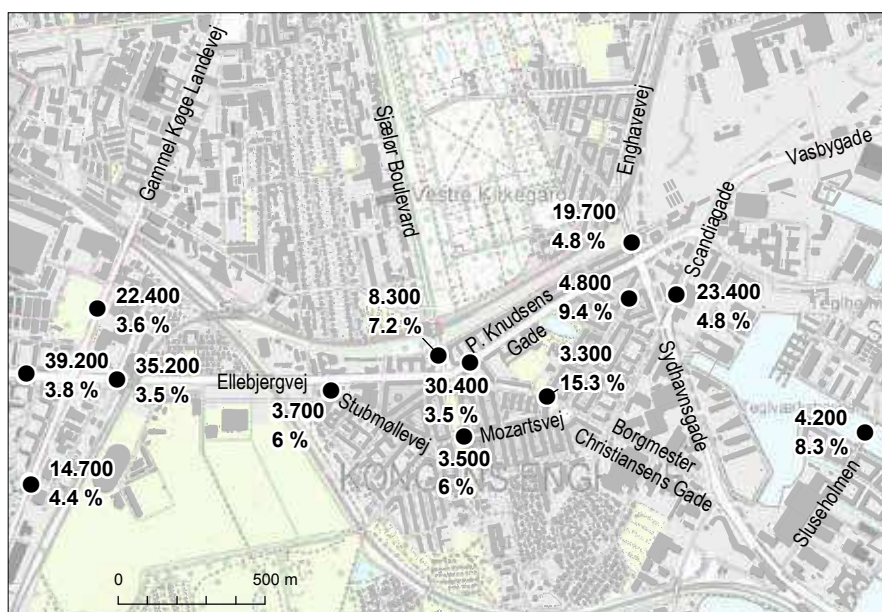 Gammel Køge Landevej
Sjælør Boulevard
Enghavevej
Vasbygade
Vestre Kirkegård
Scandiagade
19.700
4.8 %
22.400
3.6 %
8.300
7.2 %
P. Knudsens
Gade
4.800
9.4 %
23.400
4.8 %
39.200
3.8 %
35.200
3.5 %
Ellebjergvej
3.300
15.3 %
30.400
3.5 %
3.700
6 %
Stubmøllevej
Mozartsvej
3.500
6 %
Borgmester
Christiansens Gade
Sydhavnsgade
4.200
8.3 %
Sluseholmen
14.700
4.4 %
0
500 m